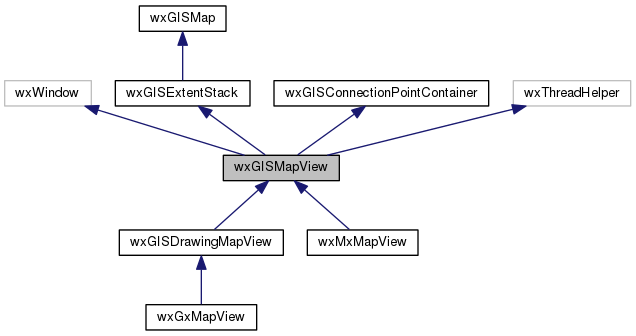 wxGISMap
wxWindow
wxGISExtentStack
wxGISConnectionPointContainer
wxThreadHelper
wxGISMapView
wxGISDrawingMapView
wxMxMapView
wxGxMapView